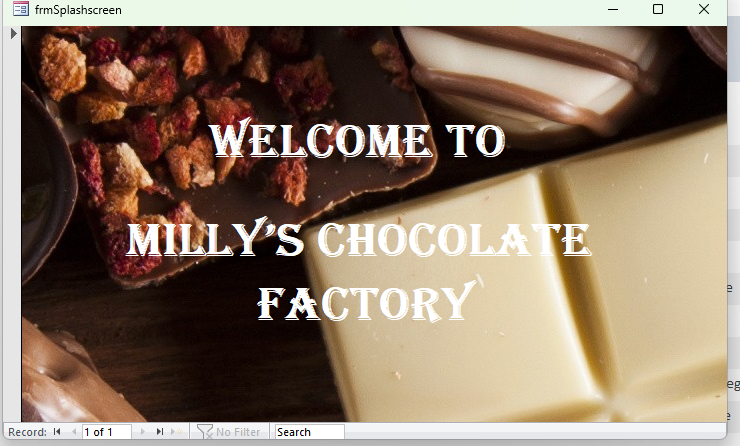 frmSplashscreen
WELCOME TO
MILLY'S CHOCOLATE
FACTORY
Record: 1 of 1 No Filter Search